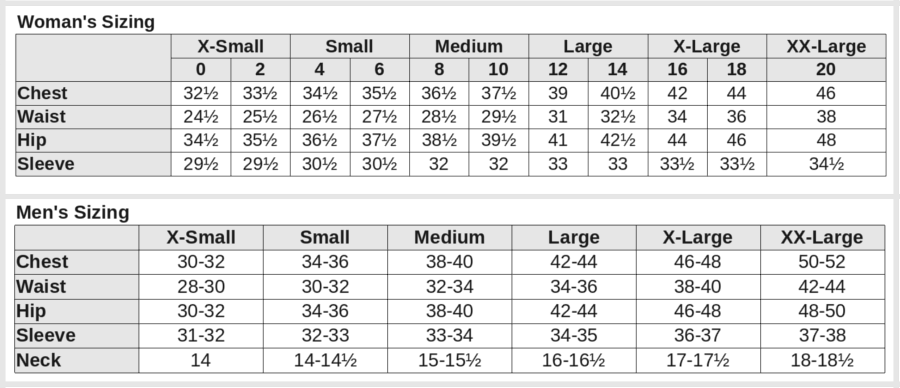 Woman's Sizing
X-Small Small Medium Large X-Large XX-Large
0 2 4 6 8 10 12 14 16 18 20
Chest 32½ 33½ 34½ 35½ 36½ 37½ 39 40½ 42 44 46
Waist 24½ 25½ 26½ 27½ 28½ 29½ 31 32½ 34 36 38
Hip 34½ 35½ 36½ 37½ 38½ 39½ 41 42½ 44 46 48
Sleeve 29½ 29½ 30½ 30½ 32 32 33 33 33½ 33½ 34½
Men's Sizing
X-Small Small Medium Large X-Large XX-Large
Chest 30-32 34-36 38-40 42-44 46-48 50-52
Waist 28-30 30-32 32-34 34-36 38-40 42-44
Hip 30-32 34-36 38-40 42-44 44-46 48-50
Sleeve 31-32 32-33 33-34 34-35 36-37 37-38
Neck 14 14-14½ 15-15½ 16-16½ 17-17½ 18-18½